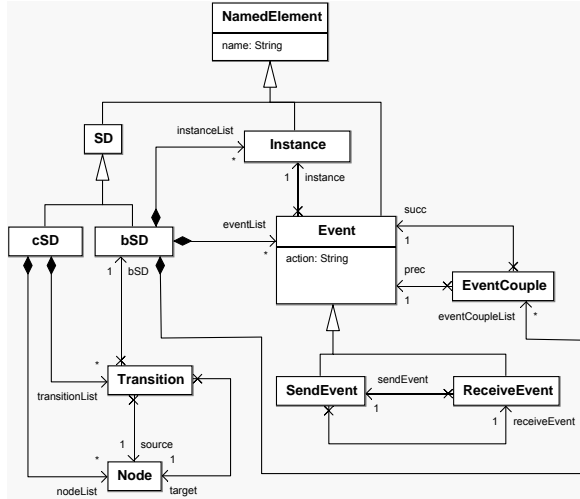 NamedElement
name: String
SD
instanceList
*
Instance
1
instance
cSD
bSD
eventList
*
Event
action: String
succ
1
prec
1
EventCouple
eventCoupleList
*
1
bSD
*
transitionList
Transition
SendEvent
sendEvent
1
ReceiveEvent
1
receiveEvent
1
source
1
*
nodeList
Node
target